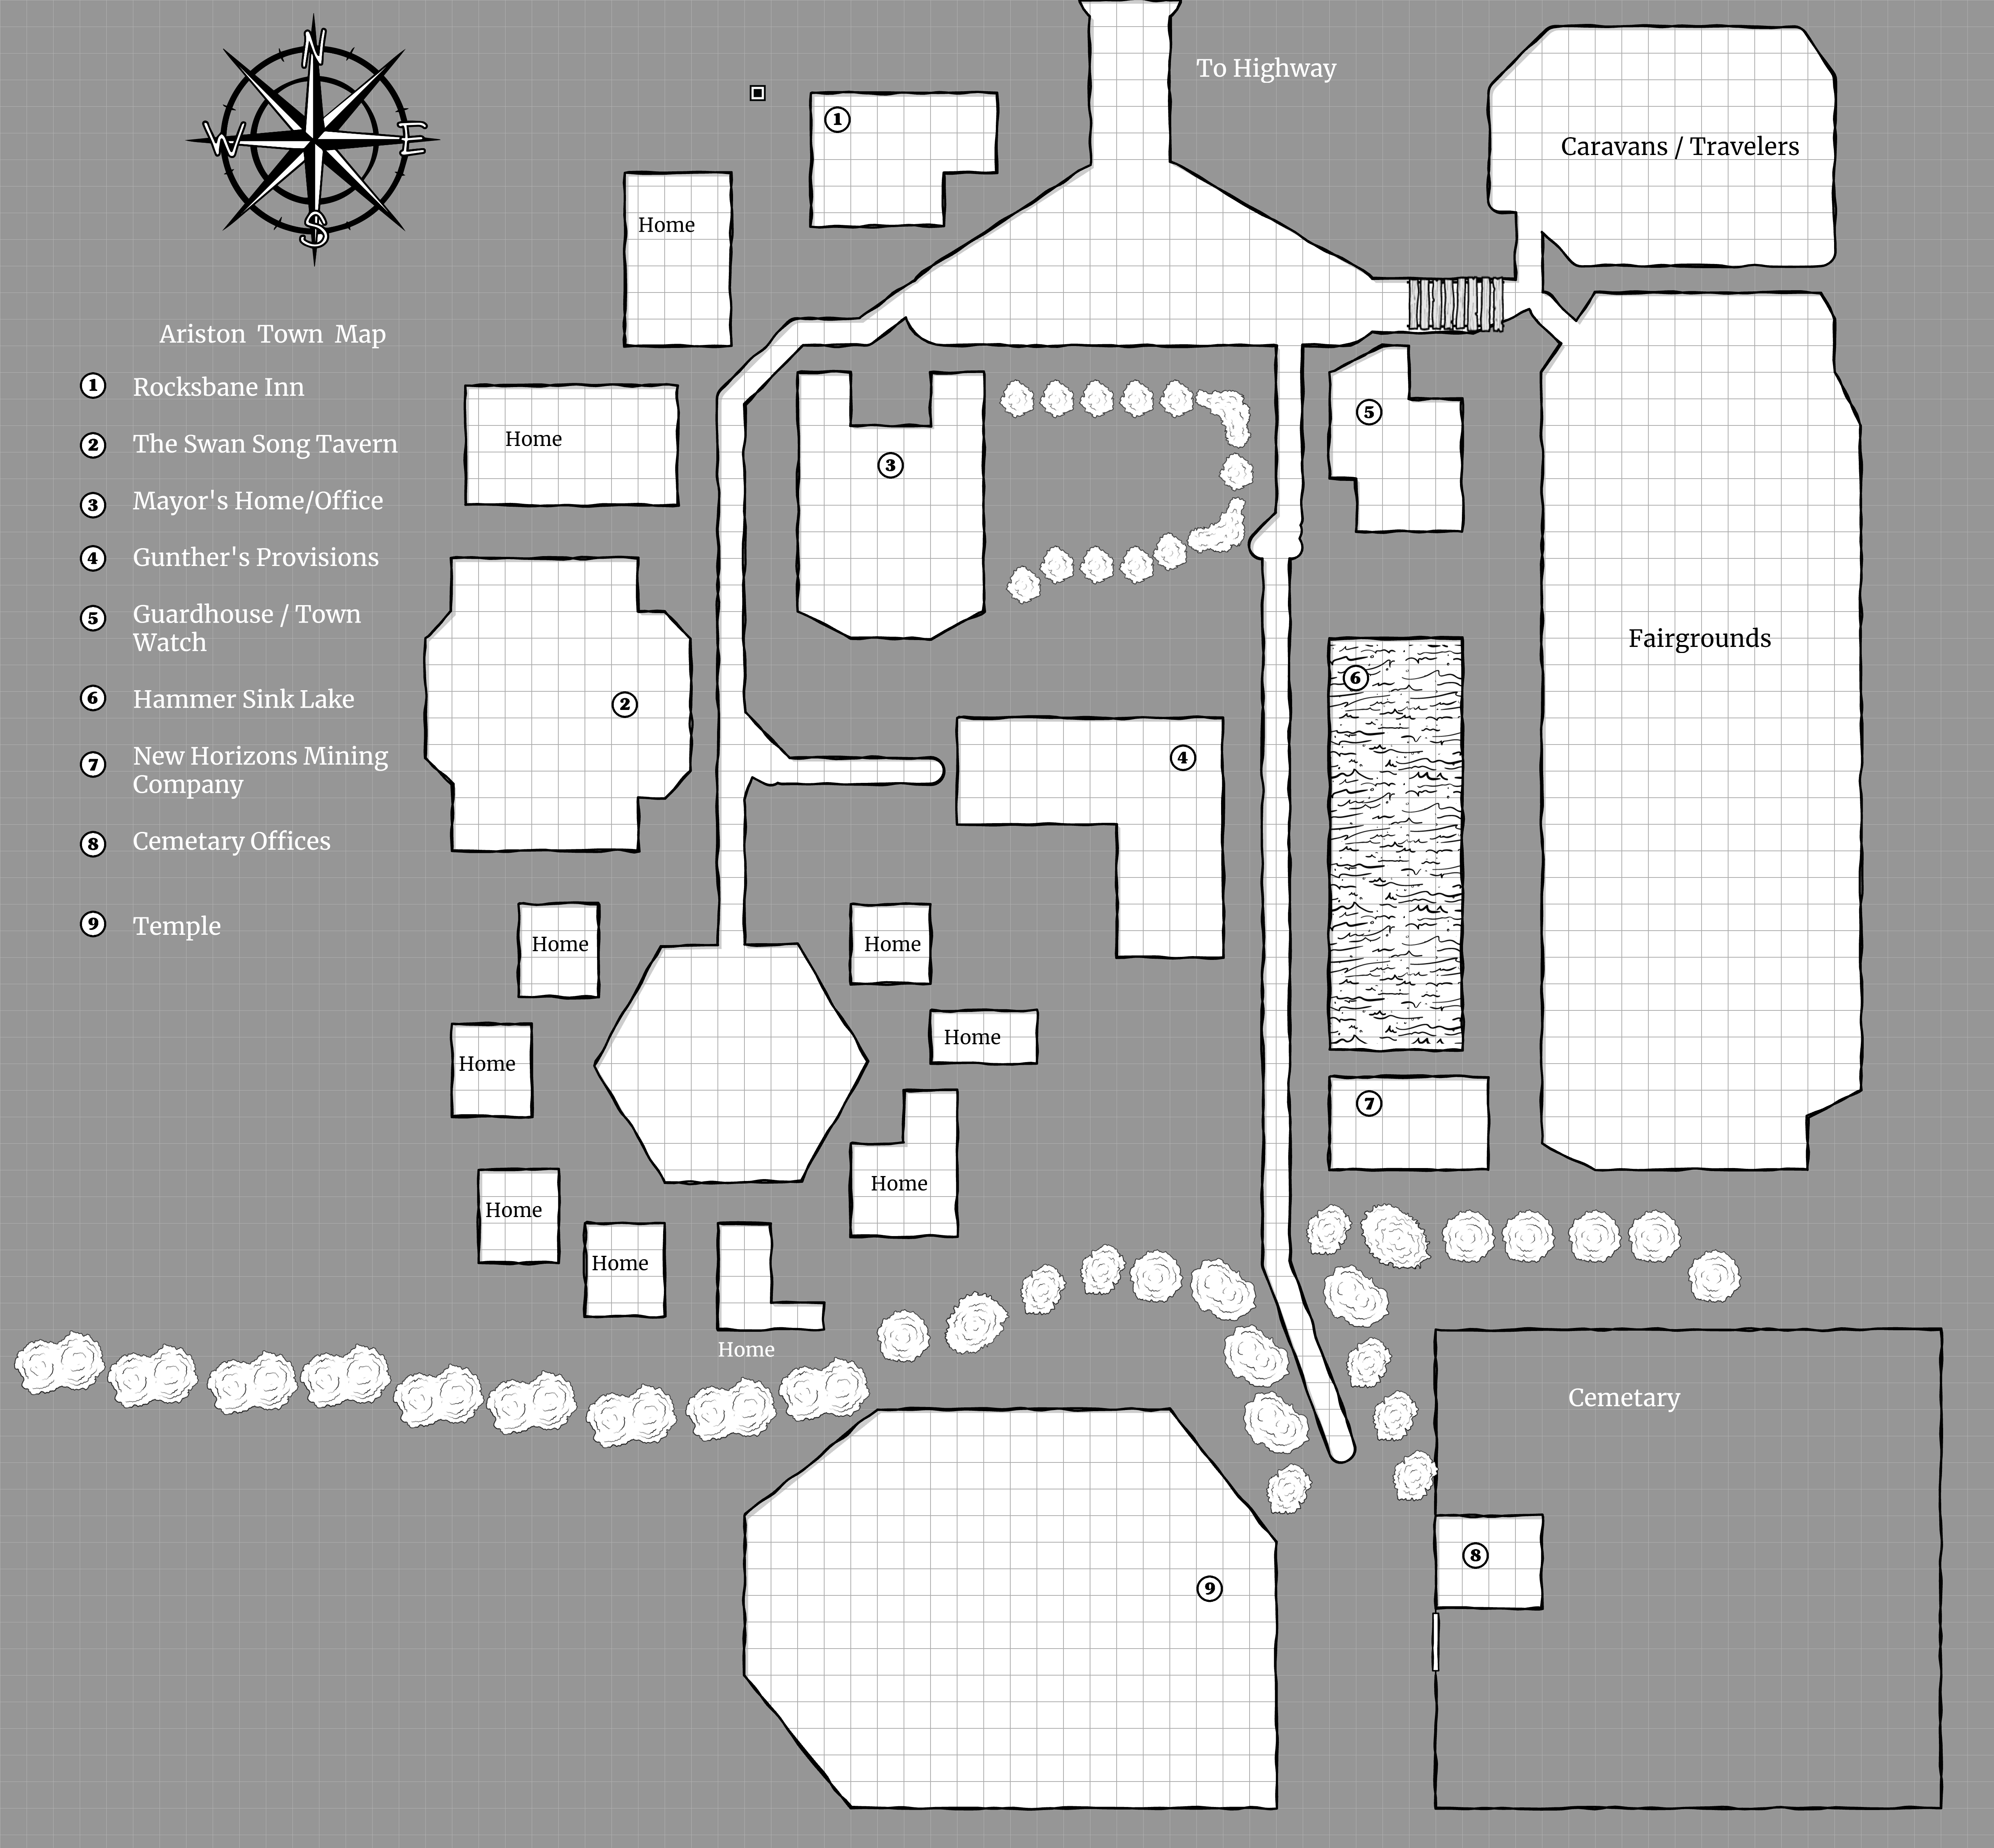 N
W
E
S
To Highway
Caravans / Travelers
1
Home
Ariston Town Map
1 Rocksbane Inn
2 The Swan Song Tavern
3 Mayor's Home/Office
4 Gunther's Provisions
5 Guardhouse / Town
Watch
6 Hammer Sink Lake
7 New Horizons Mining
Company
8 Cemetary Offices
9 Temple
Home
3
5
Fairgrounds
6
2
4
Home
Home
Home
Home
7
Home
Home
Home
Home
Cemetary
8
9